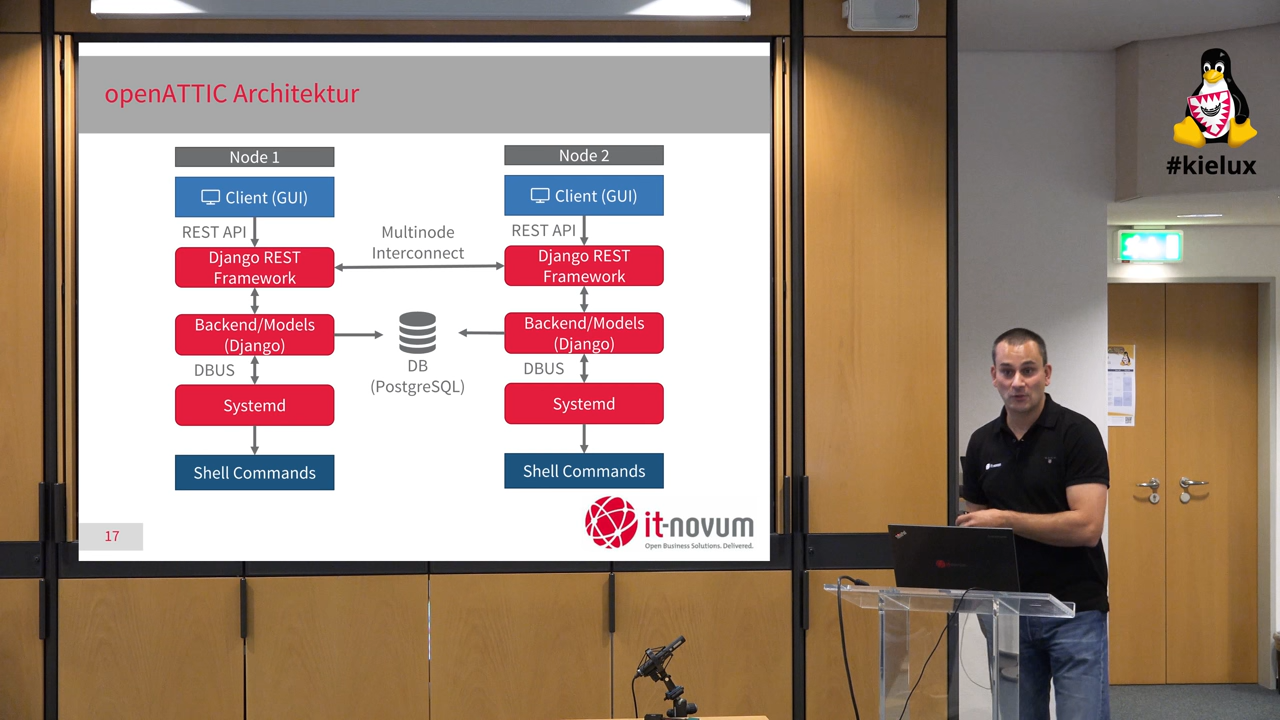 openATTIC Architektur
Node 1
Client (GUI)
REST API
Django REST
Framework
Backend/Models
(Django)
DBUS
Systemd
Shell Commands
Multinode
Interconnect
DB
(PostgreSQL)
Node 2
Client (GUI)
REST API
Django REST
Framework
Backend/Models
(Django)
DBUS
Systemd
Shell Commands
it-novum
Open Business Solutions. Delivered.
17
#kielux